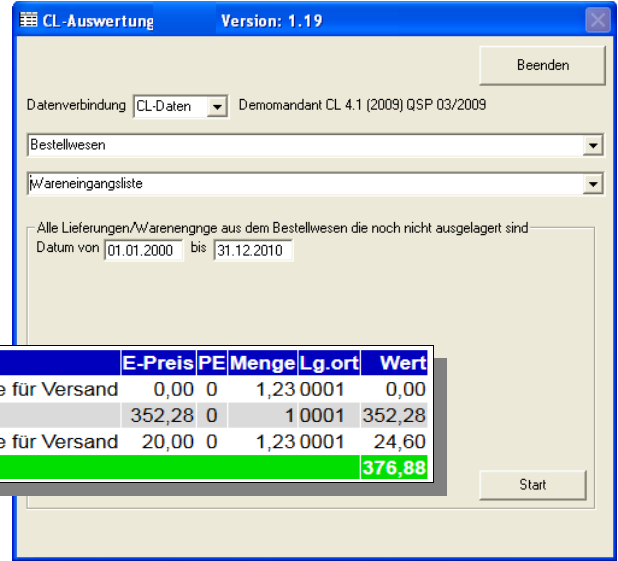 CL-Auswertung Version: 1.19
Beenden
Datenverbindung CL-Daten Demomandant CL 4.1 (2009) QSP 03/2009
Bestellwesen
Wareneingangsliste
Alle Lieferungen/Warenengnge aus dem Bestellwesen die noch nicht ausgelagert sind
Datum von 01.01.2000 bis 31.12.2010
E-Preis PE Menge Lg.ort Wert
e für Versand 0,00 0 1,23 0001 0,00
352,28 0 1 0001 352,28
e für Versand 20,00 0 1,23 0001 24,60
376,88
Start